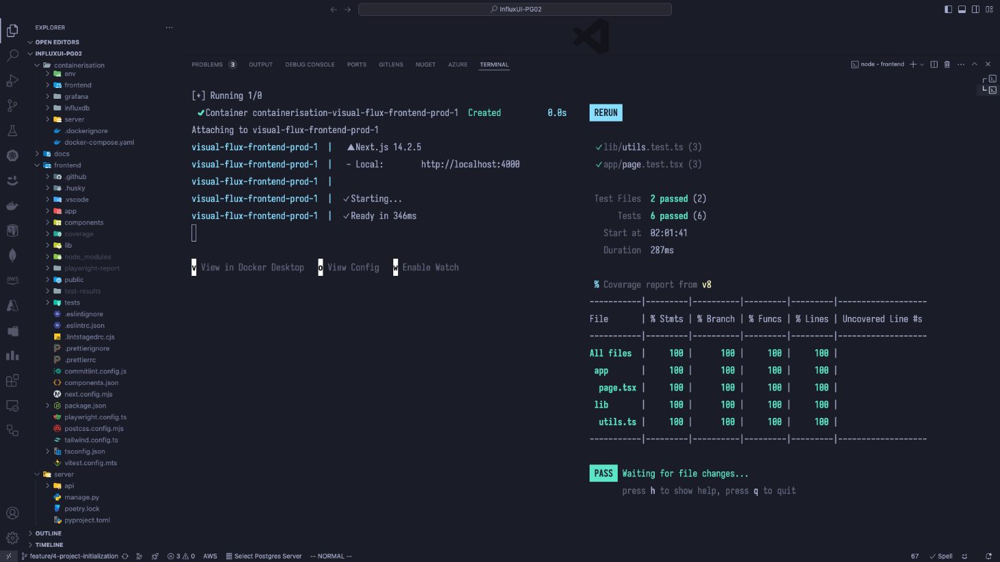 InfluxUI-PG02
EXPLORER
OPEN EDITORS
INFLUXUI-PG02
containerisation
env
frontend
grafana
influxdb
server
.dockerignore
docker-compose.yaml
docs
frontend
.github
.husky
.vscode
app
components
coverage
lib
node_modules
playwright-report
public
test-results
tests
.eslintignore
.eslintrc.json
.lintstagedrc.cjs
.prettierignore
.prettierrc
commitlint.config.js
components.json
next.config.mjs
package.json
playwright.config.ts
postcss.config.mjs
tailwind.config.ts
tsconfig.json
vitest.config.mts
server
api
manage.py
poetry.lock
pyproject.toml
OUTLINE
TIMELINE
aws
PROBLEMS 3 OUTPUT DEBUG CONSOLE PORTS GITLENS NUGET AZURE TERMINAL
node - frontend
[+] Running 1/0
✔Container containerisation-visual-flux-frontend-prod-1 Created 0.0s
Attaching to visual-flux-frontend-prod-1
visual-flux-frontend-prod-1 | ▲Next.js 14.2.5
visual-flux-frontend-prod-1 | - Local: http://localhost:4000
visual-flux-frontend-prod-1 |
visual-flux-frontend-prod-1 | ✓Starting...
visual-flux-frontend-prod-1 | ✓Ready in 346ms
v View in Docker Desktop o View Config w Enable Watch
RERUN
✓lib/utils.test.ts (3)
✓app/page.test.tsx (3)
Test Files 2 passed (2)
Tests 6 passed (6)
Start at 02:01:41
Duration 287ms
% Coverage report from v8
-----------|---------|----------|---------|---------|-------------------
File | % Stmts | % Branch | % Funcs | % Lines | Uncovered Line #s
-----------|---------|----------|---------|---------|-------------------
All files | 100 | 100 | 100 | 100 |
app | 100 | 100 | 100 | 100 |
page.tsx | 100 | 100 | 100 | 100 |
lib | 100 | 100 | 100 | 100 |
utils.ts | 100 | 100 | 100 | 100 |
-----------|---------|----------|---------|---------|-------------------
PASS Waiting for file changes...
press h to show help, press q to quit
feature/4-project-initialization 3 0 AWS Select Postgres Server -- NORMAL -- 67 Spell